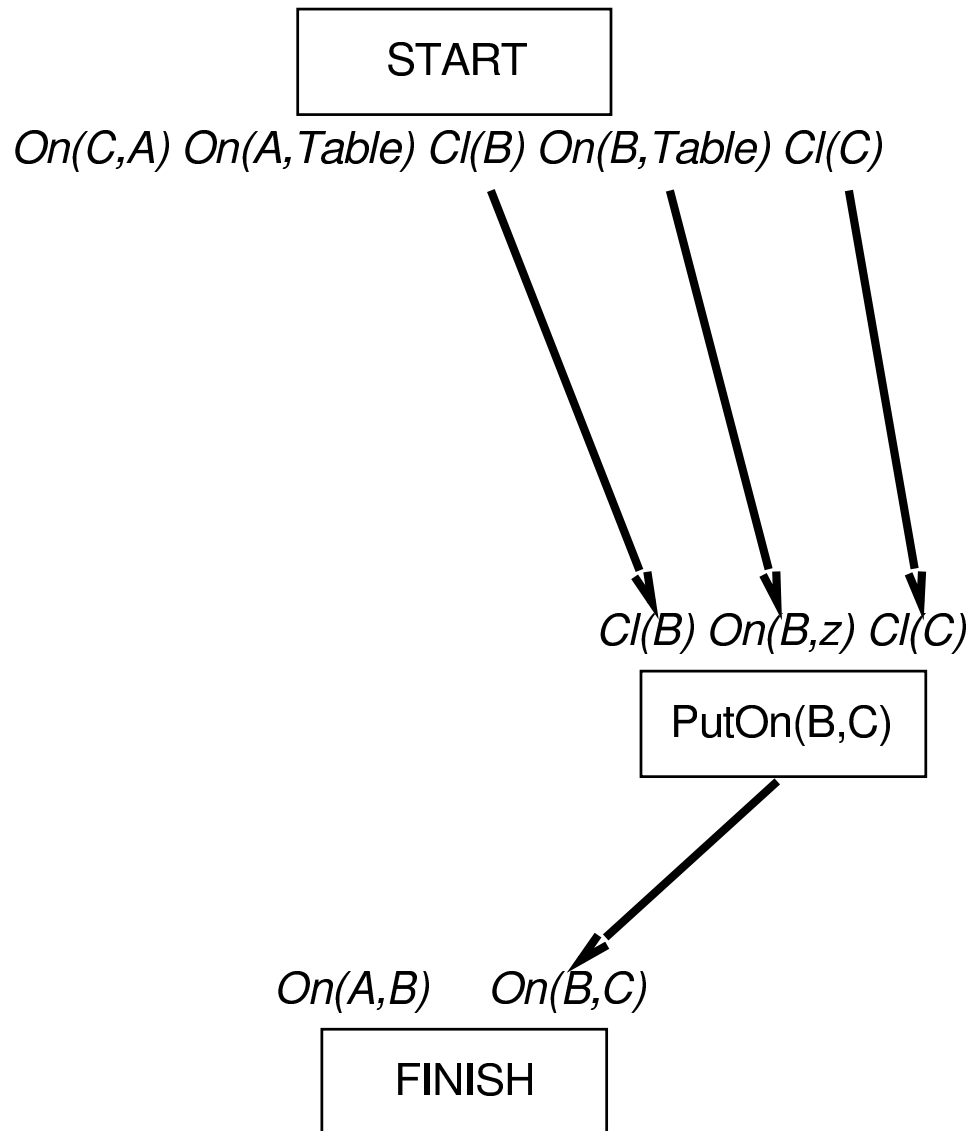 START
On(C,A) On(A,Table) Cl(B) On(B,Table) Cl(C)
Cl(B) On(B,z) Cl(C)
PutOn(B,C)
On(A,B) On(B,C)
FINISH